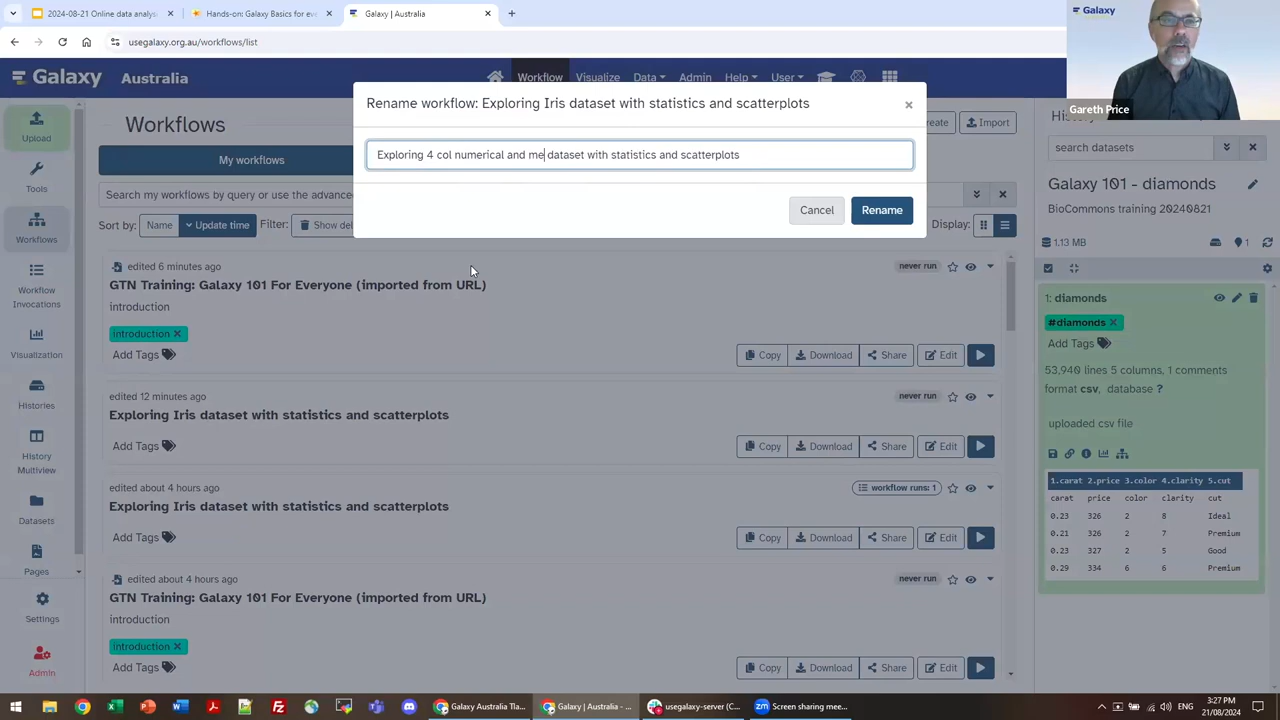 2024-08-21 Online data analys
Hands-on: Galaxy Basics for ev
Galaxy | Australia
usegalaxy.org.au/workflows/list
Galaxy
Gareth Price
Galaxy Australia
Workflow Visualize Data Admin Help User
Rename workflow: Exploring Iris dataset with statistics and scatterplots
Exploring 4 col numerical and me dataset with statistics and scatterplots
Cancel Rename
Upload
Tools
Workflows
Workflow
Invocations
Visualization
Histories
History
Multiview
Datasets
Pages
Settings
Admin
Workflows
Import
My workflows
Search my workflows by query or use the advance
Sort by: Name Update time Filter: Show del
Display:
edited 6 minutes ago
never run
GTN Training: Galaxy 101 For Everyone (imported from URL)
introduction
introduction
Add Tags
Copy Download Share Edit
edited 12 minutes ago
never run
Exploring Iris dataset with statistics and scatterplots
Add Tags
Copy Download Share Edit
edited about 4 hours ago
workflow runs: 1
Exploring Iris dataset with statistics and scatterplots
Add Tags
Copy Download Share Edit
edited about 4 hours ago
never run
GTN Training: Galaxy 101 For Everyone (imported from URL)
introduction
introduction
Add Tags
Copy Download Share Edit
search datasets
Galaxy 101 - diamonds
BioCommons training 20240821
1.13 MB
1
1: diamonds
#diamonds
Add Tags
53,940 lines 5 columns, 1 comments
format csv, database ?
uploaded csv file
1.carat 2.price 3.color 4.clarity 5.cut
carat price color clarity cut
0.23 326 2 8 Ideal
0.21 326 2 7 Premium
0.23 327 2 5 Good
0.29 334 6 6 Premium
Galaxy Australia Tla...
Galaxy | Australia - ...
usegalaxy-server (C...
Screen sharing mee...
ENG
3:27 PM
21/08/2024